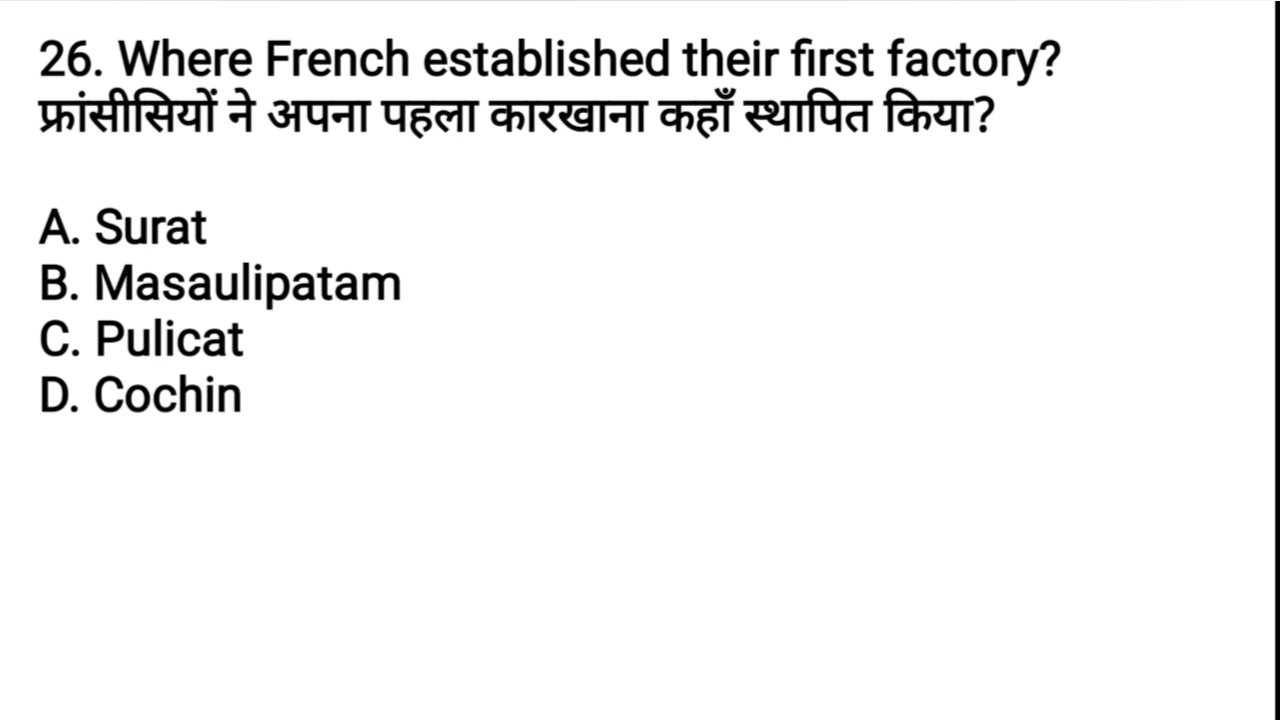 26. Where French established their first factory?
फ्रांसीसियों ने अपना पहला कारखाना कहाँ स्थापित किया?
A. Surat
B. Masaulipatam
C. Pulicat
D. Cochin